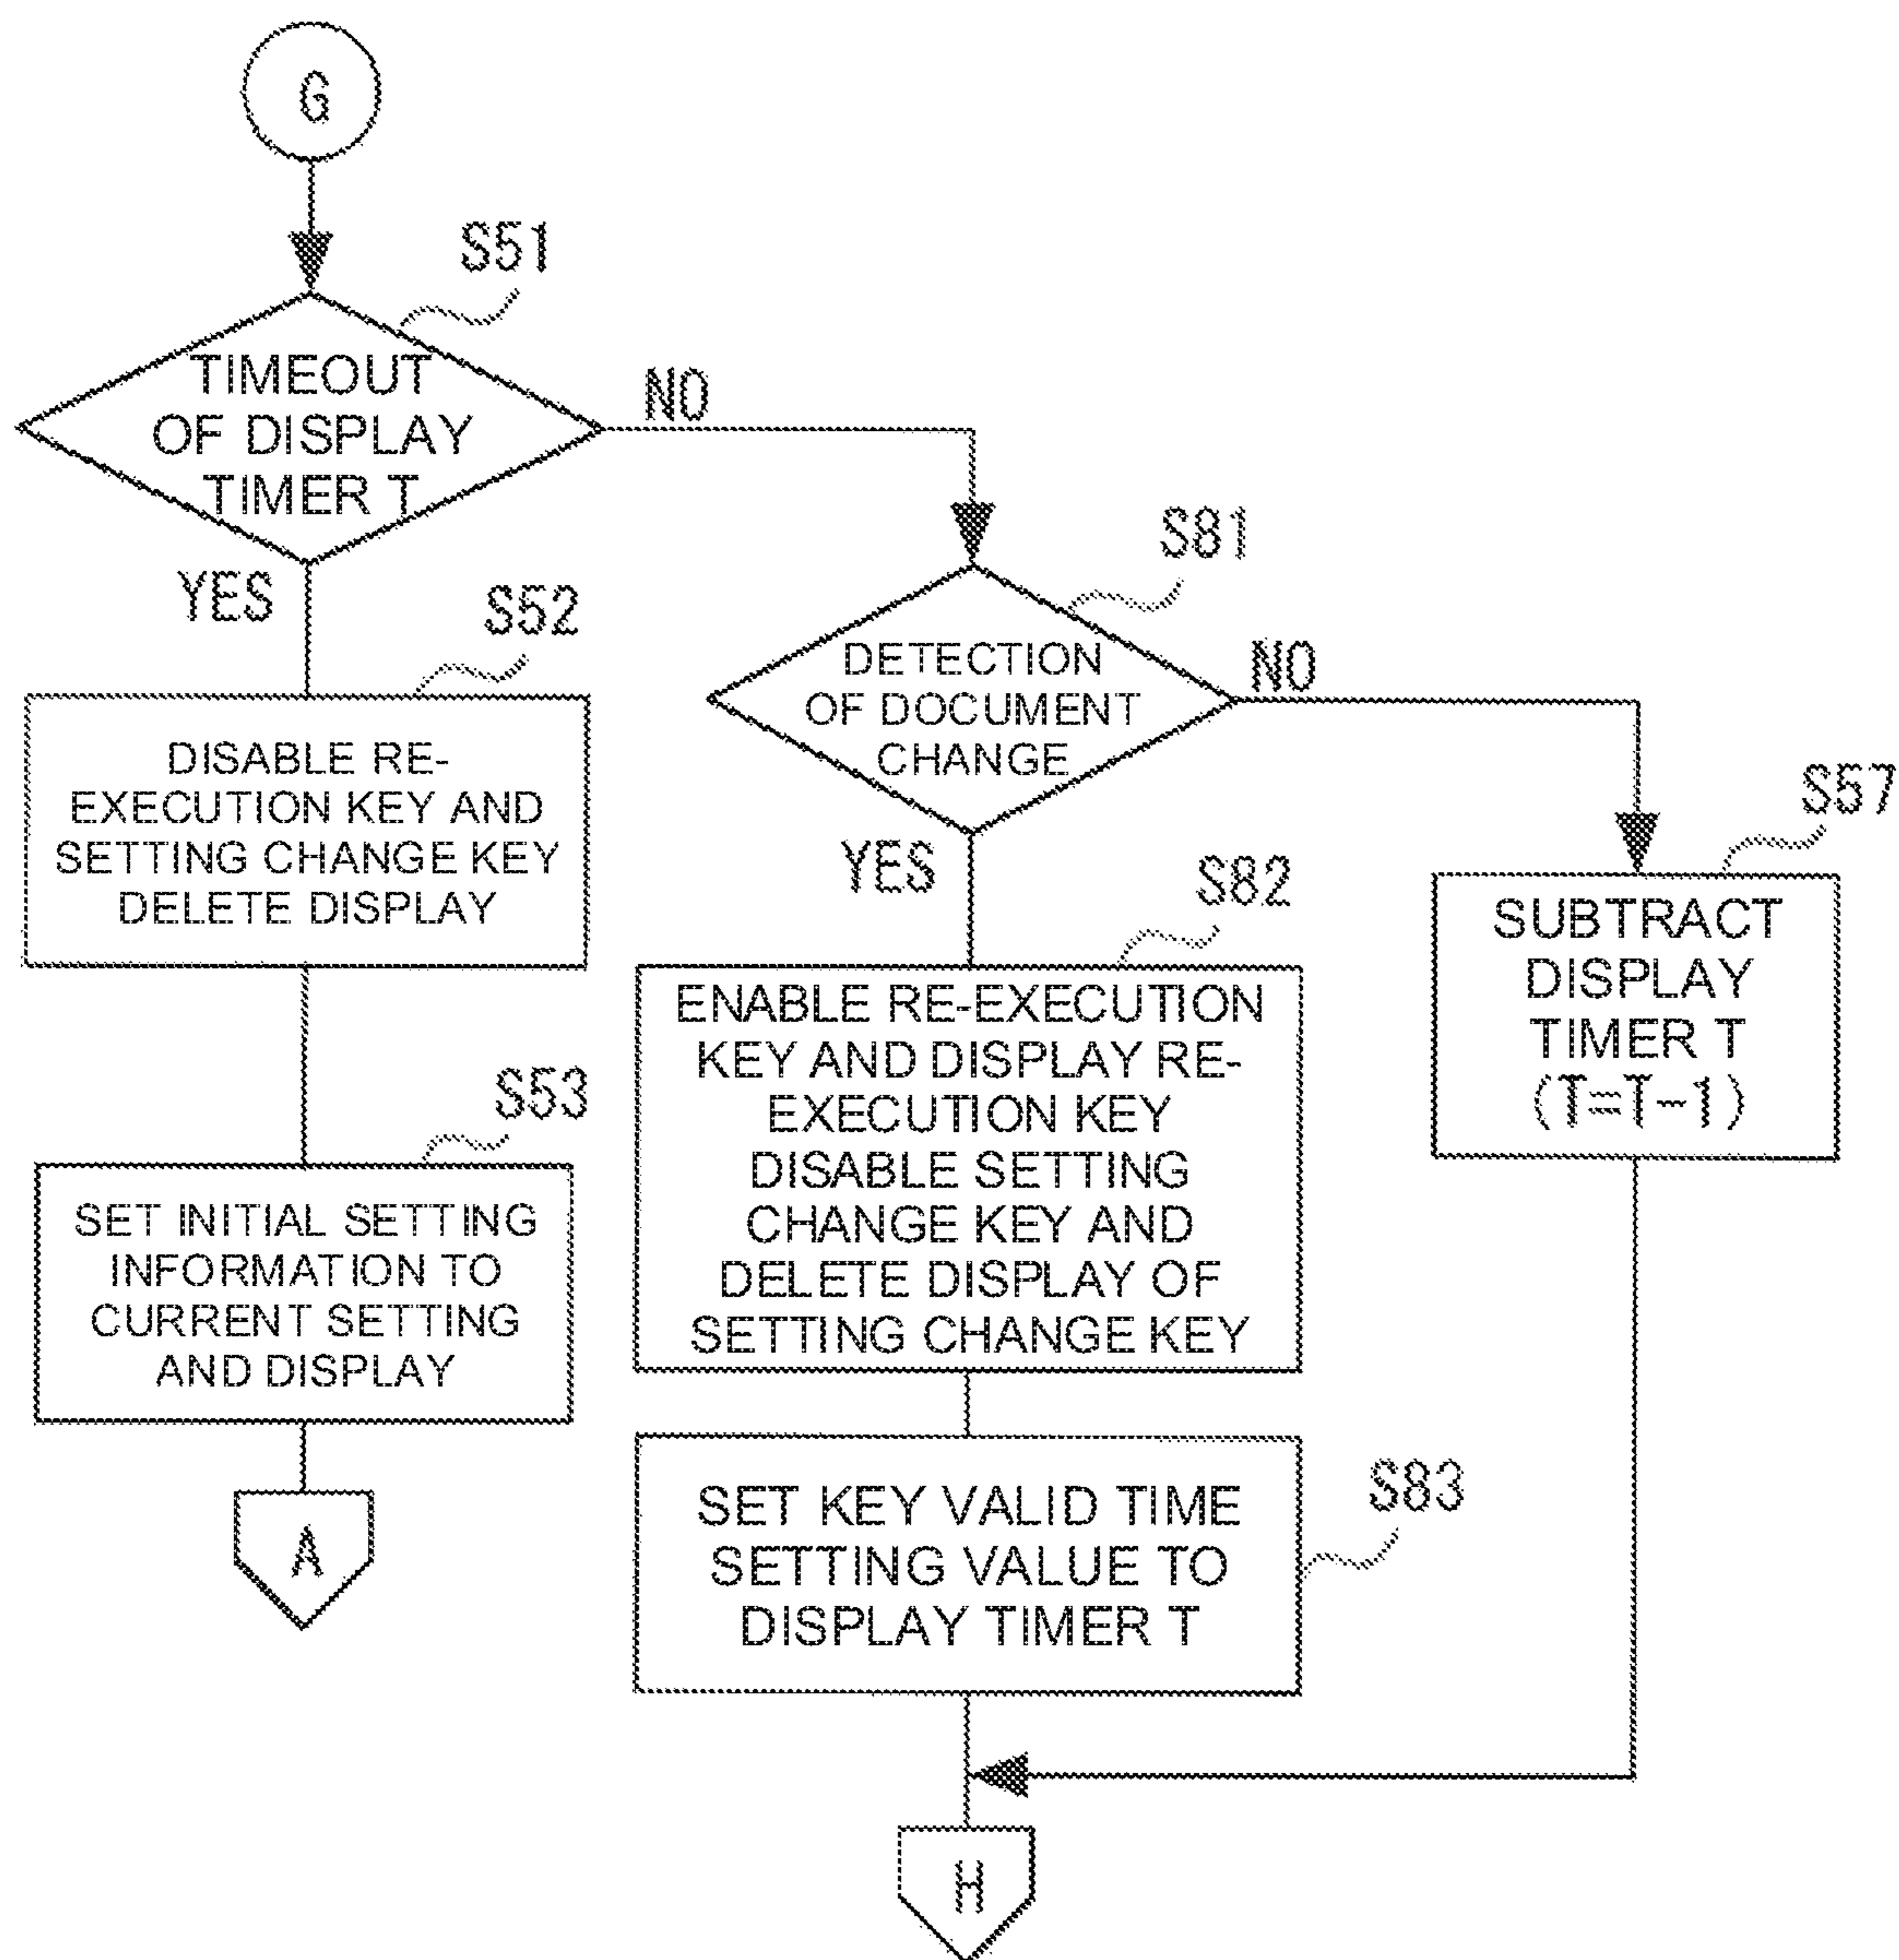 G
S51
TIMEOUT
OF DISPLAY
TIMER T
NO
YES
S81
DETECTION
OF DOCUMENT
CHANGE
NO
YES
S52
DISABLE RE-
EXECUTION KEY AND
SETTING CHANGE KEY
DELETE DISPLAY
S57
SUBTRACT
DISPLAY
TIMER T
(T=T-1)
S82
ENABLE RE-EXECUTION
KEY AND DISPLAY RE-
EXECUTION KEY
DISABLE SETTING
CHANGE KEY AND
DELETE DISPLAY OF
SETTING CHANGE KEY
S53
SET INITIAL SETTING
INFORMATION TO
CURRENT SETTING
AND DISPLAY
S83
SET KEY VALID TIME
SETTING VALUE TO
DISPLAY TIMER T
A
H